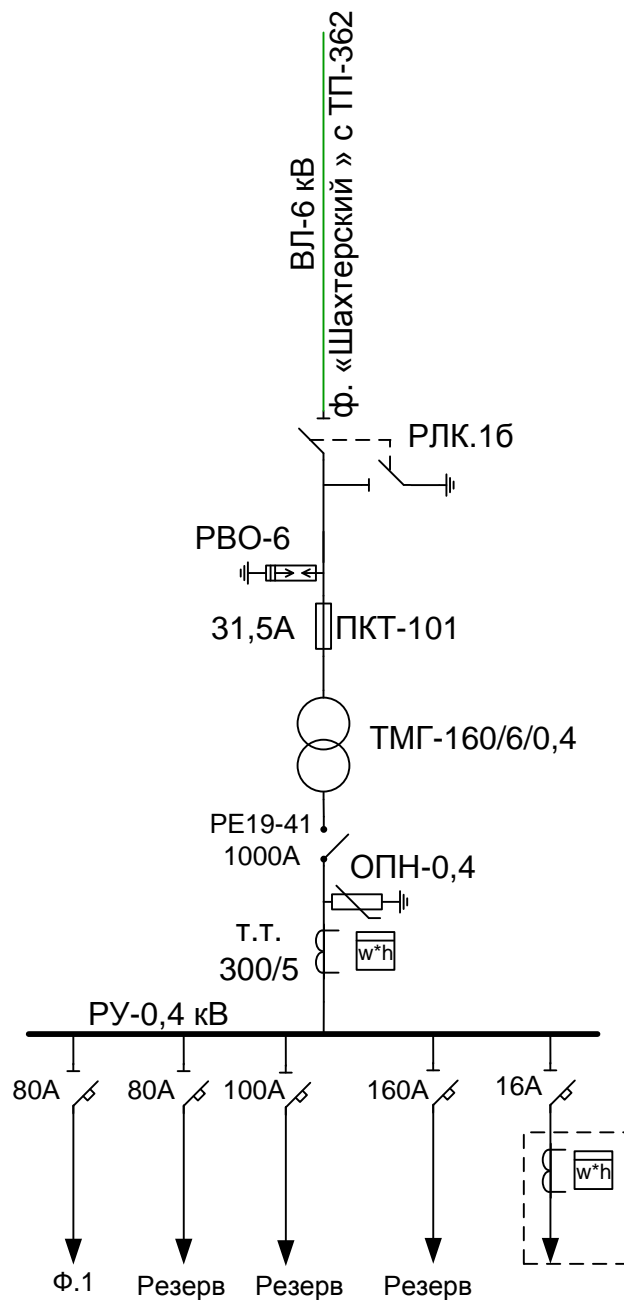 ВЛ-6 кВ
ф. «Шахтерский » с ТП-362
РЛК.1б
РВО-6
31,5А ПКТ-101
ТМГ-160/6/0,4
РЕ19-41
1000А
ОПН-0,4
т.т.
300/5
w*h
РУ-0,4 кВ
80А 80А 100А 160А 16А
w*h
Ф.1 Резерв Резерв Резерв